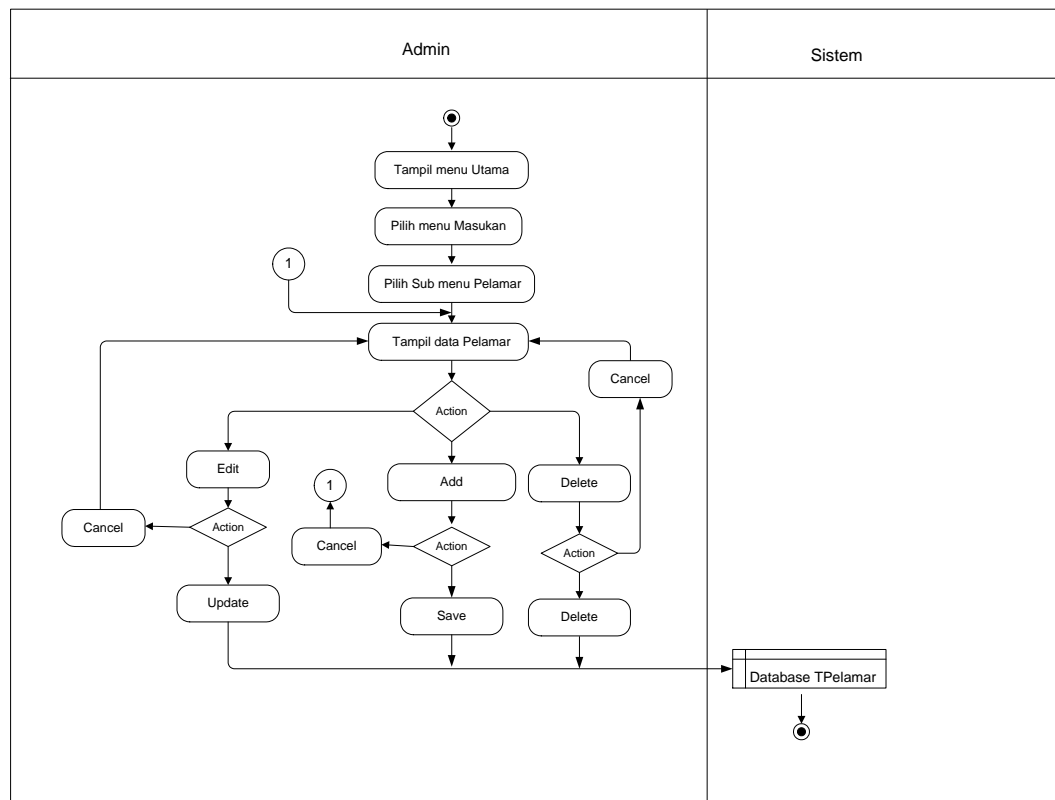 Admin
Sistem
Tampil menu Utama
Pilih menu Masukan
1
Pilih Sub menu Pelamar
Tampil data Pelamar
Cancel
Action
Edit
Add
Delete
1
Cancel
Action
Cancel
Action
Action
Update
Save
Delete
Database TPelamar